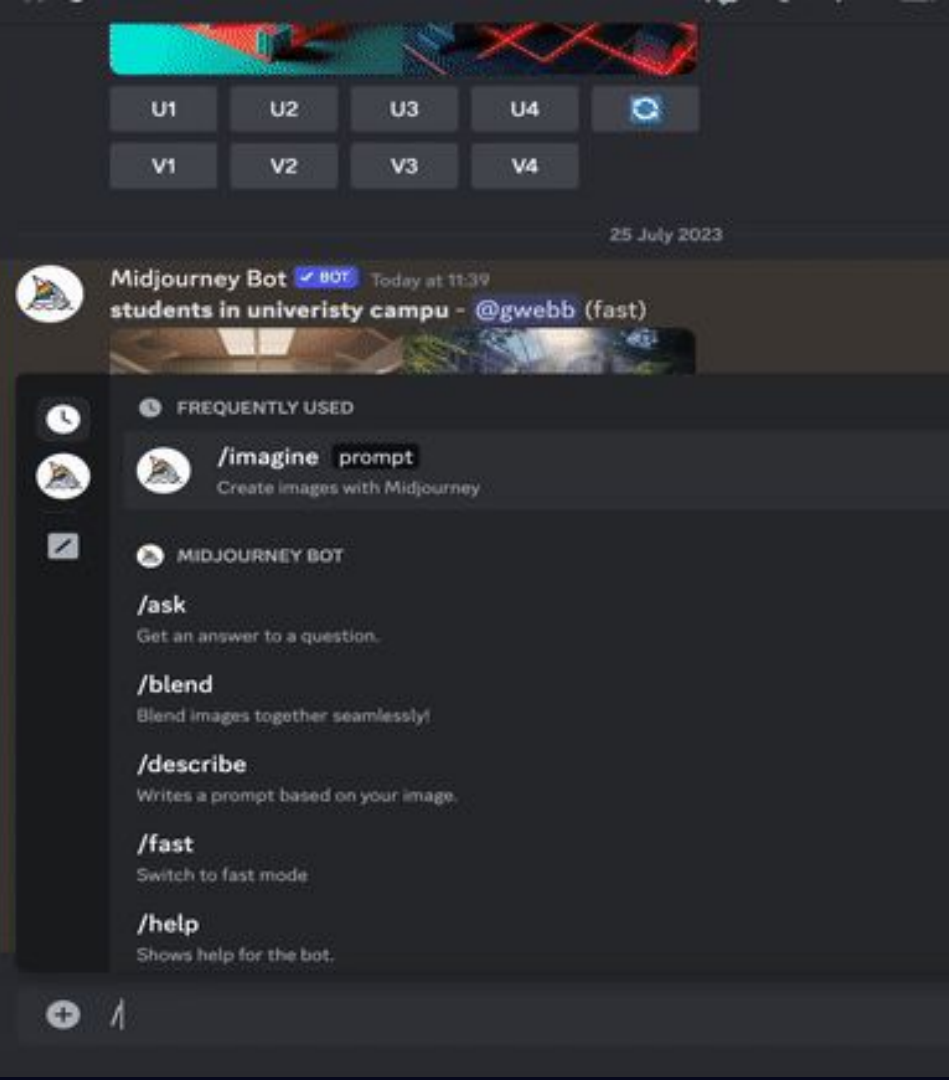 U1 U2 U3 U4
V1 V2 V3 V4
25 July 2023
Midjourney Bot ✓ BOT Today at 11:39
students in univeristy campu - @gwebb (fast)
FREQUENTLY USED
/imagine prompt
Create images with Midjourney
MIDJOURNEY BOT
/ask
Get an answer to a question.
/blend
Blend images together seamlessly!
/describe
Writes a prompt based on your image.
/fast
Switch to fast mode
/help
Shows help for the bot.
/